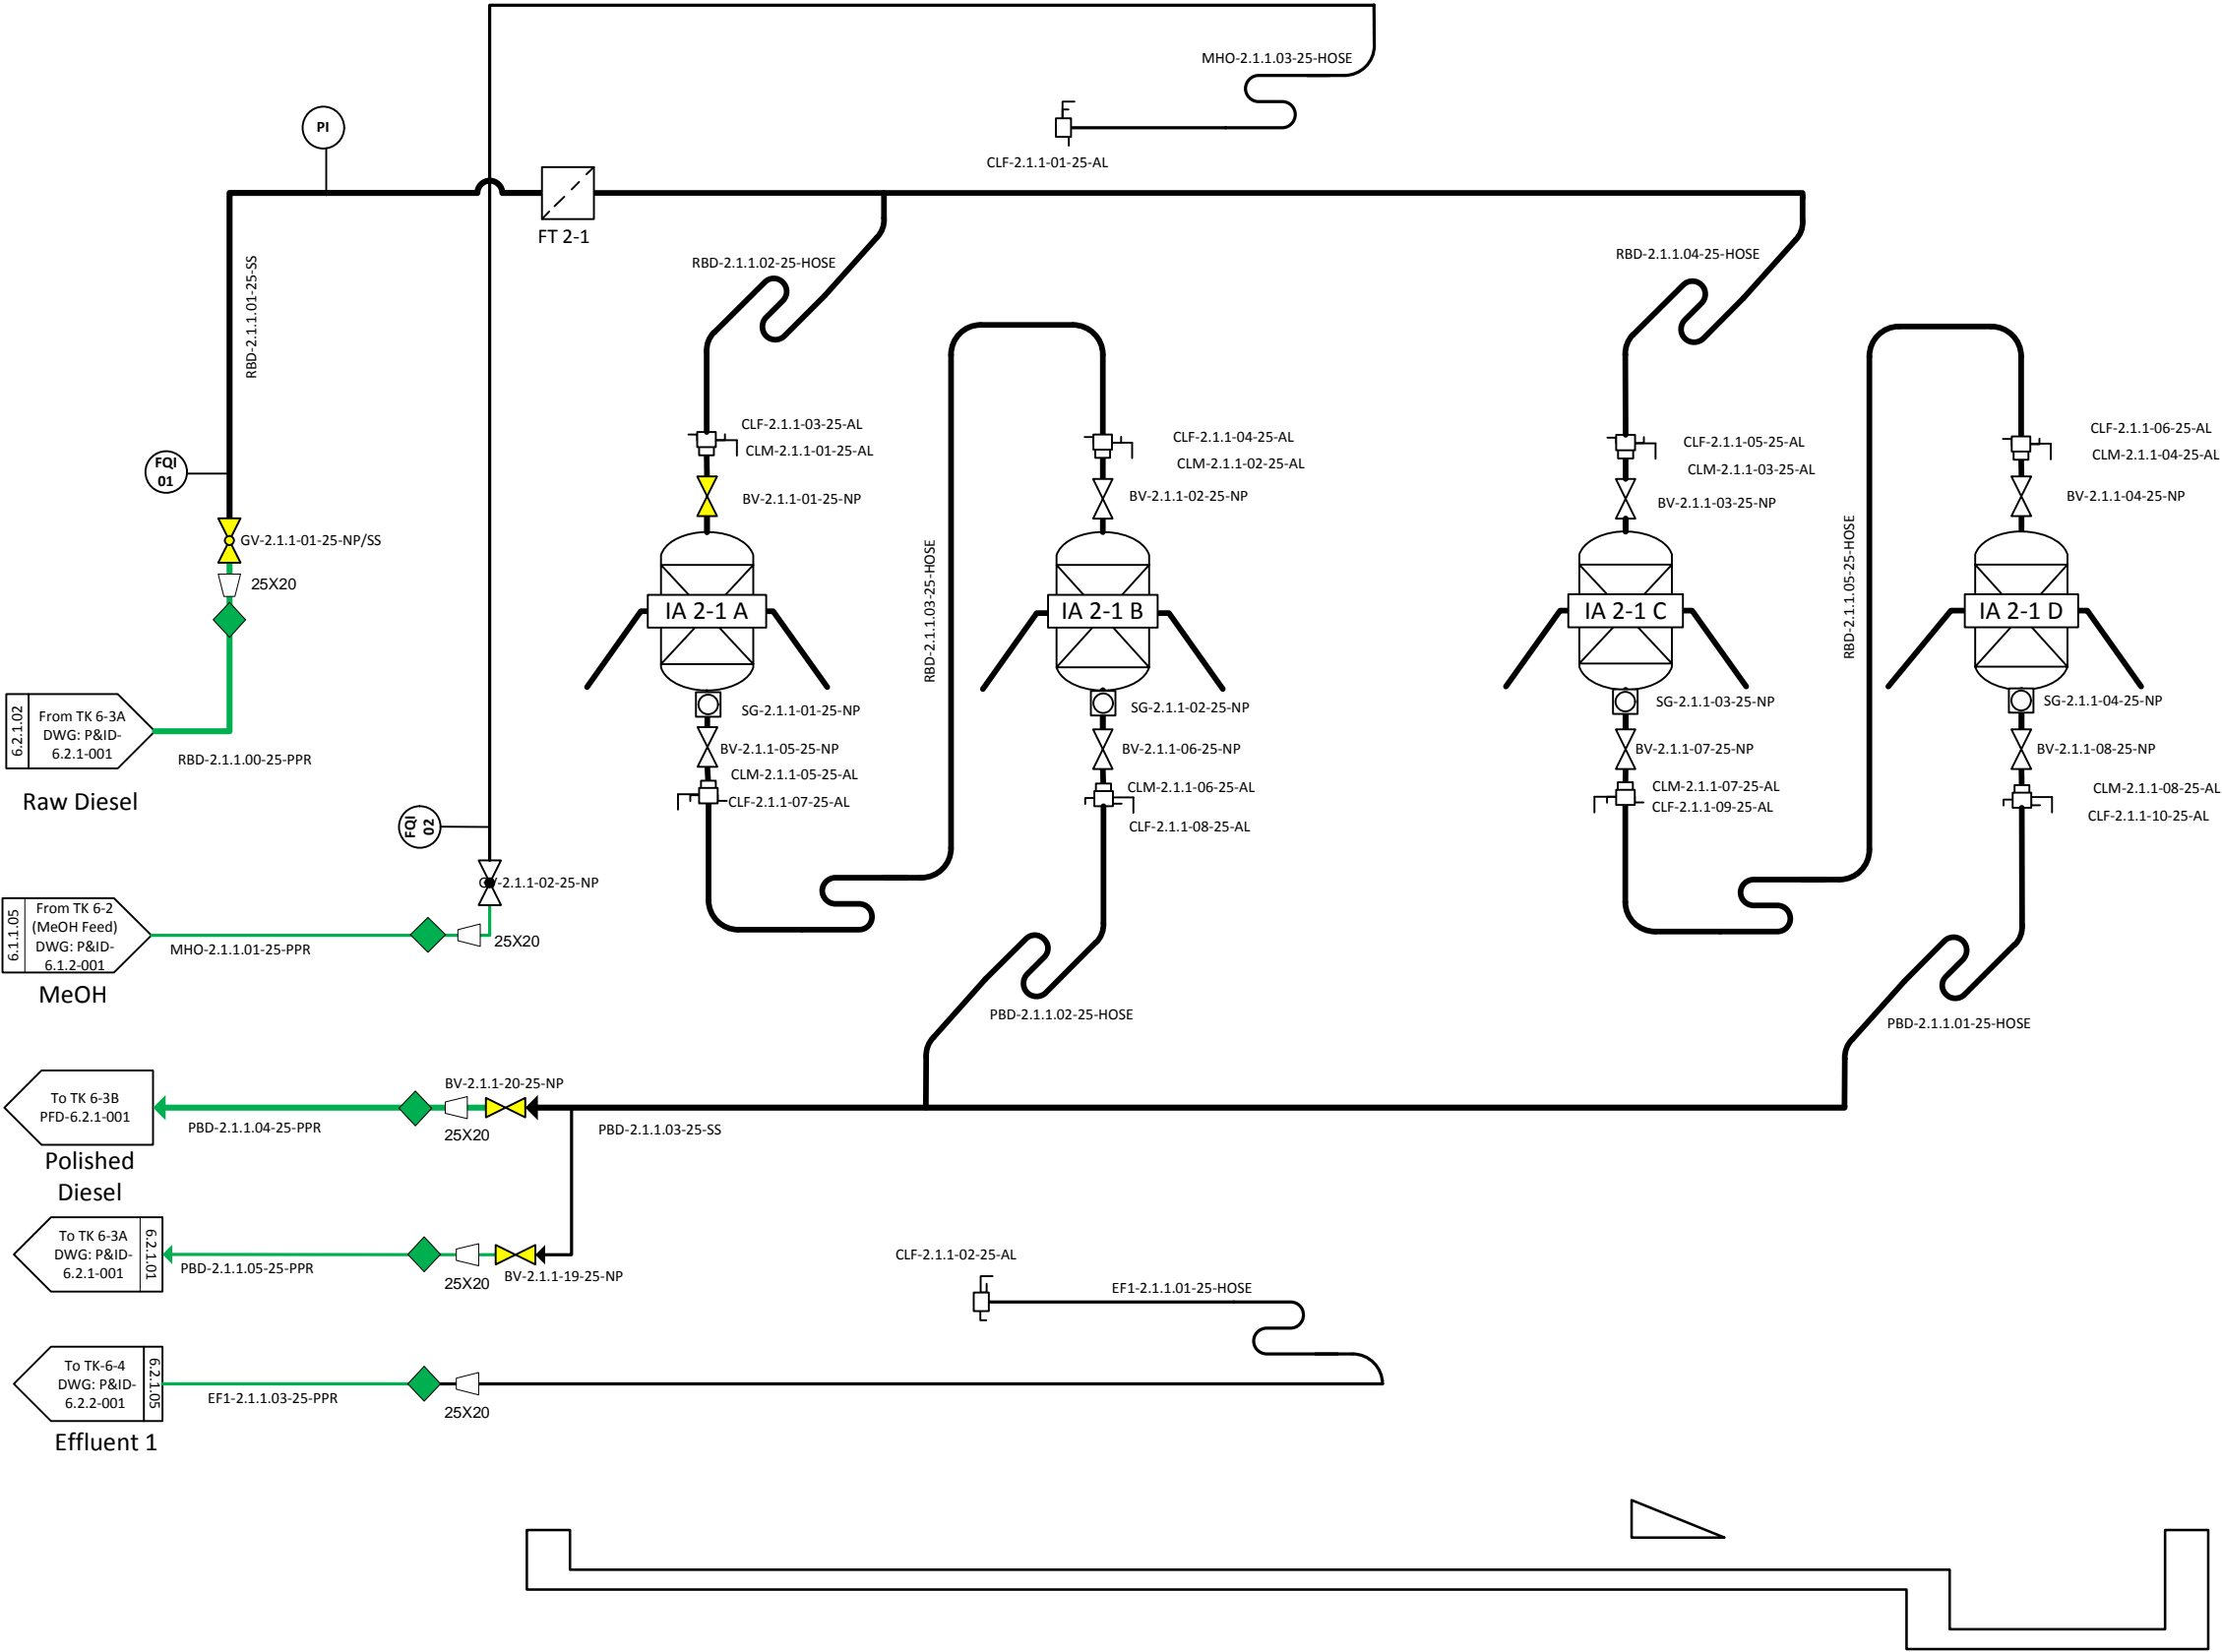 MHO-2.1.1.03-25-HOSE
PI
CLF-2.1.1-01-25-AL
FT 2-1
RBD-2.1.1.01-25-SS
RBD-2.1.1.02-25-HOSE
RBD-2.1.1.04-25-HOSE
CLF-2.1.1-03-25-AL
CLM-2.1.1-01-25-AL
BV-2.1.1-01-25-NP
CLF-2.1.1-04-25-AL
CLM-2.1.1-02-25-AL
BV-2.1.1-02-25-NP
CLF-2.1.1-05-25-AL
CLM-2.1.1-03-25-AL
BV-2.1.1-03-25-NP
CLF-2.1.1-06-25-AL
CLM-2.1.1-04-25-AL
BV-2.1.1-04-25-NP
FQI
01
GV-2.1.1-01-25-NP/SS
25X20
RBD-2.1.1.03-25-HOSE
RBD-2.1.1.05-25-HOSE
IA 2-1 A
IA 2-1 B
IA 2-1 C
IA 2-1 D
6.2.1.02
From TK 6-3A
DWG: P&ID-
6.2.1-001
RBD-2.1.1.00-25-PPR
Raw Diesel
SG-2.1.1-01-25-NP
BV-2.1.1-05-25-NP
CLM-2.1.1-05-25-AL
CLF-2.1.1-07-25-AL
SG-2.1.1-02-25-NP
BV-2.1.1-06-25-NP
CLM-2.1.1-06-25-AL
CLF-2.1.1-08-25-AL
SG-2.1.1-03-25-NP
BV-2.1.1-07-25-NP
CLM-2.1.1-07-25-AL
CLF-2.1.1-09-25-AL
SG-2.1.1-04-25-NP
BV-2.1.1-08-25-NP
CLM-2.1.1-08-25-AL
CLF-2.1.1-10-25-AL
FQI
02
GV-2.1.1-02-25-NP
6.1.1.05
From TK 6-2
(MeOH Feed)
DWG: P&ID-
6.1.2-001
MHO-2.1.1.01-25-PPR
25X20
MeOH
PBD-2.1.1.02-25-HOSE
PBD-2.1.1.01-25-HOSE
To TK 6-3B
PFD-6.2.1-001
PBD-2.1.1.04-25-PPR
BV-2.1.1-20-25-NP
25X20
PBD-2.1.1.03-25-SS
Polished
Diesel
To TK 6-3A
DWG: P&ID-
6.2.1-001
6.2.1.01
PBD-2.1.1.05-25-PPR
25X20
BV-2.1.1-19-25-NP
CLF-2.1.1-02-25-AL
EF1-2.1.1.01-25-HOSE
To TK-6-4
DWG: P&ID-
6.2.2-001
6.2.1.05
EF1-2.1.1.03-25-PPR
25X20
Effluent 1